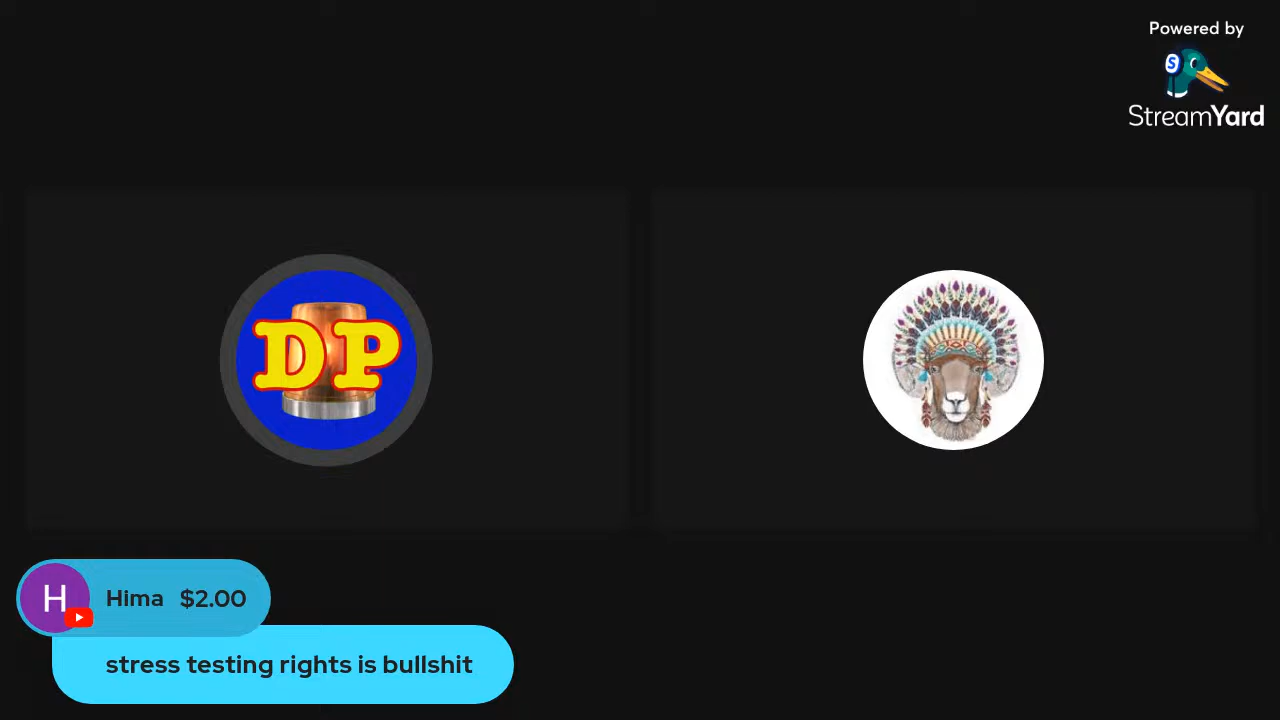 Powered by
S
StreamYard
DP
H
Hima $2.00
stress testing rights is bullshit